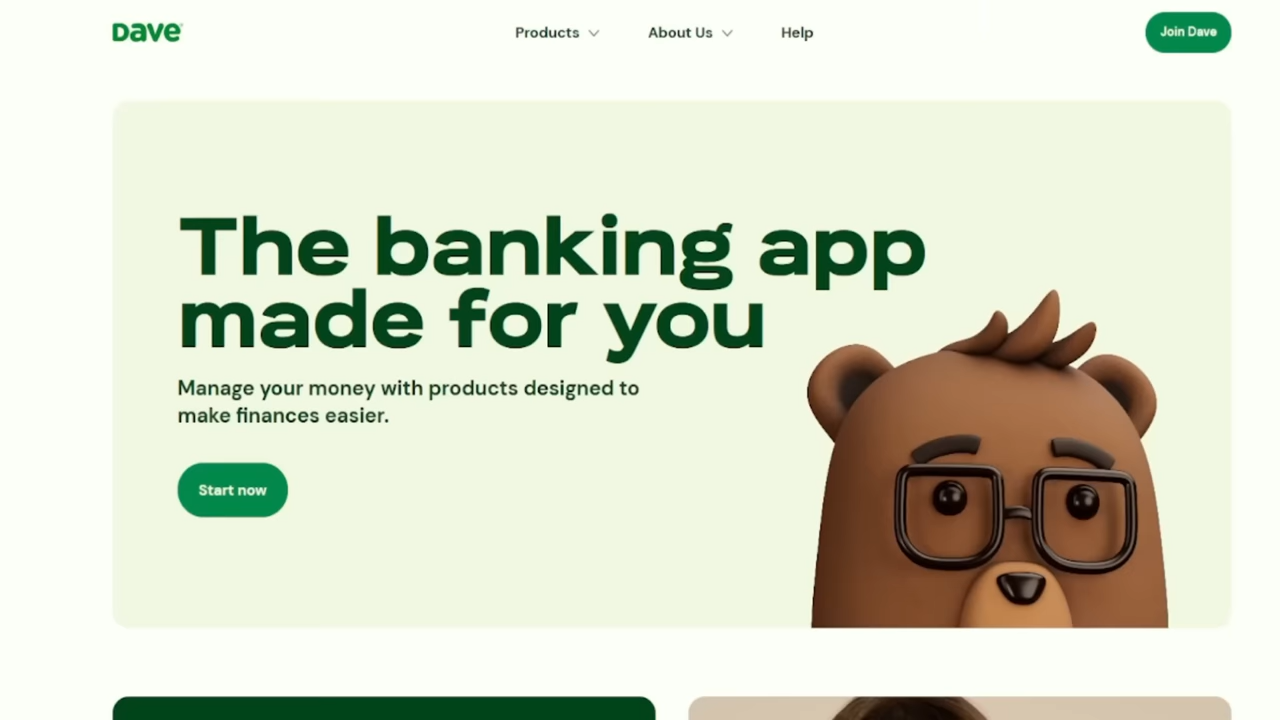 Dave
Products
About Us
Help
Join Dave
The banking app
made for you
Manage your money with products designed to
make finances easier.
Start now